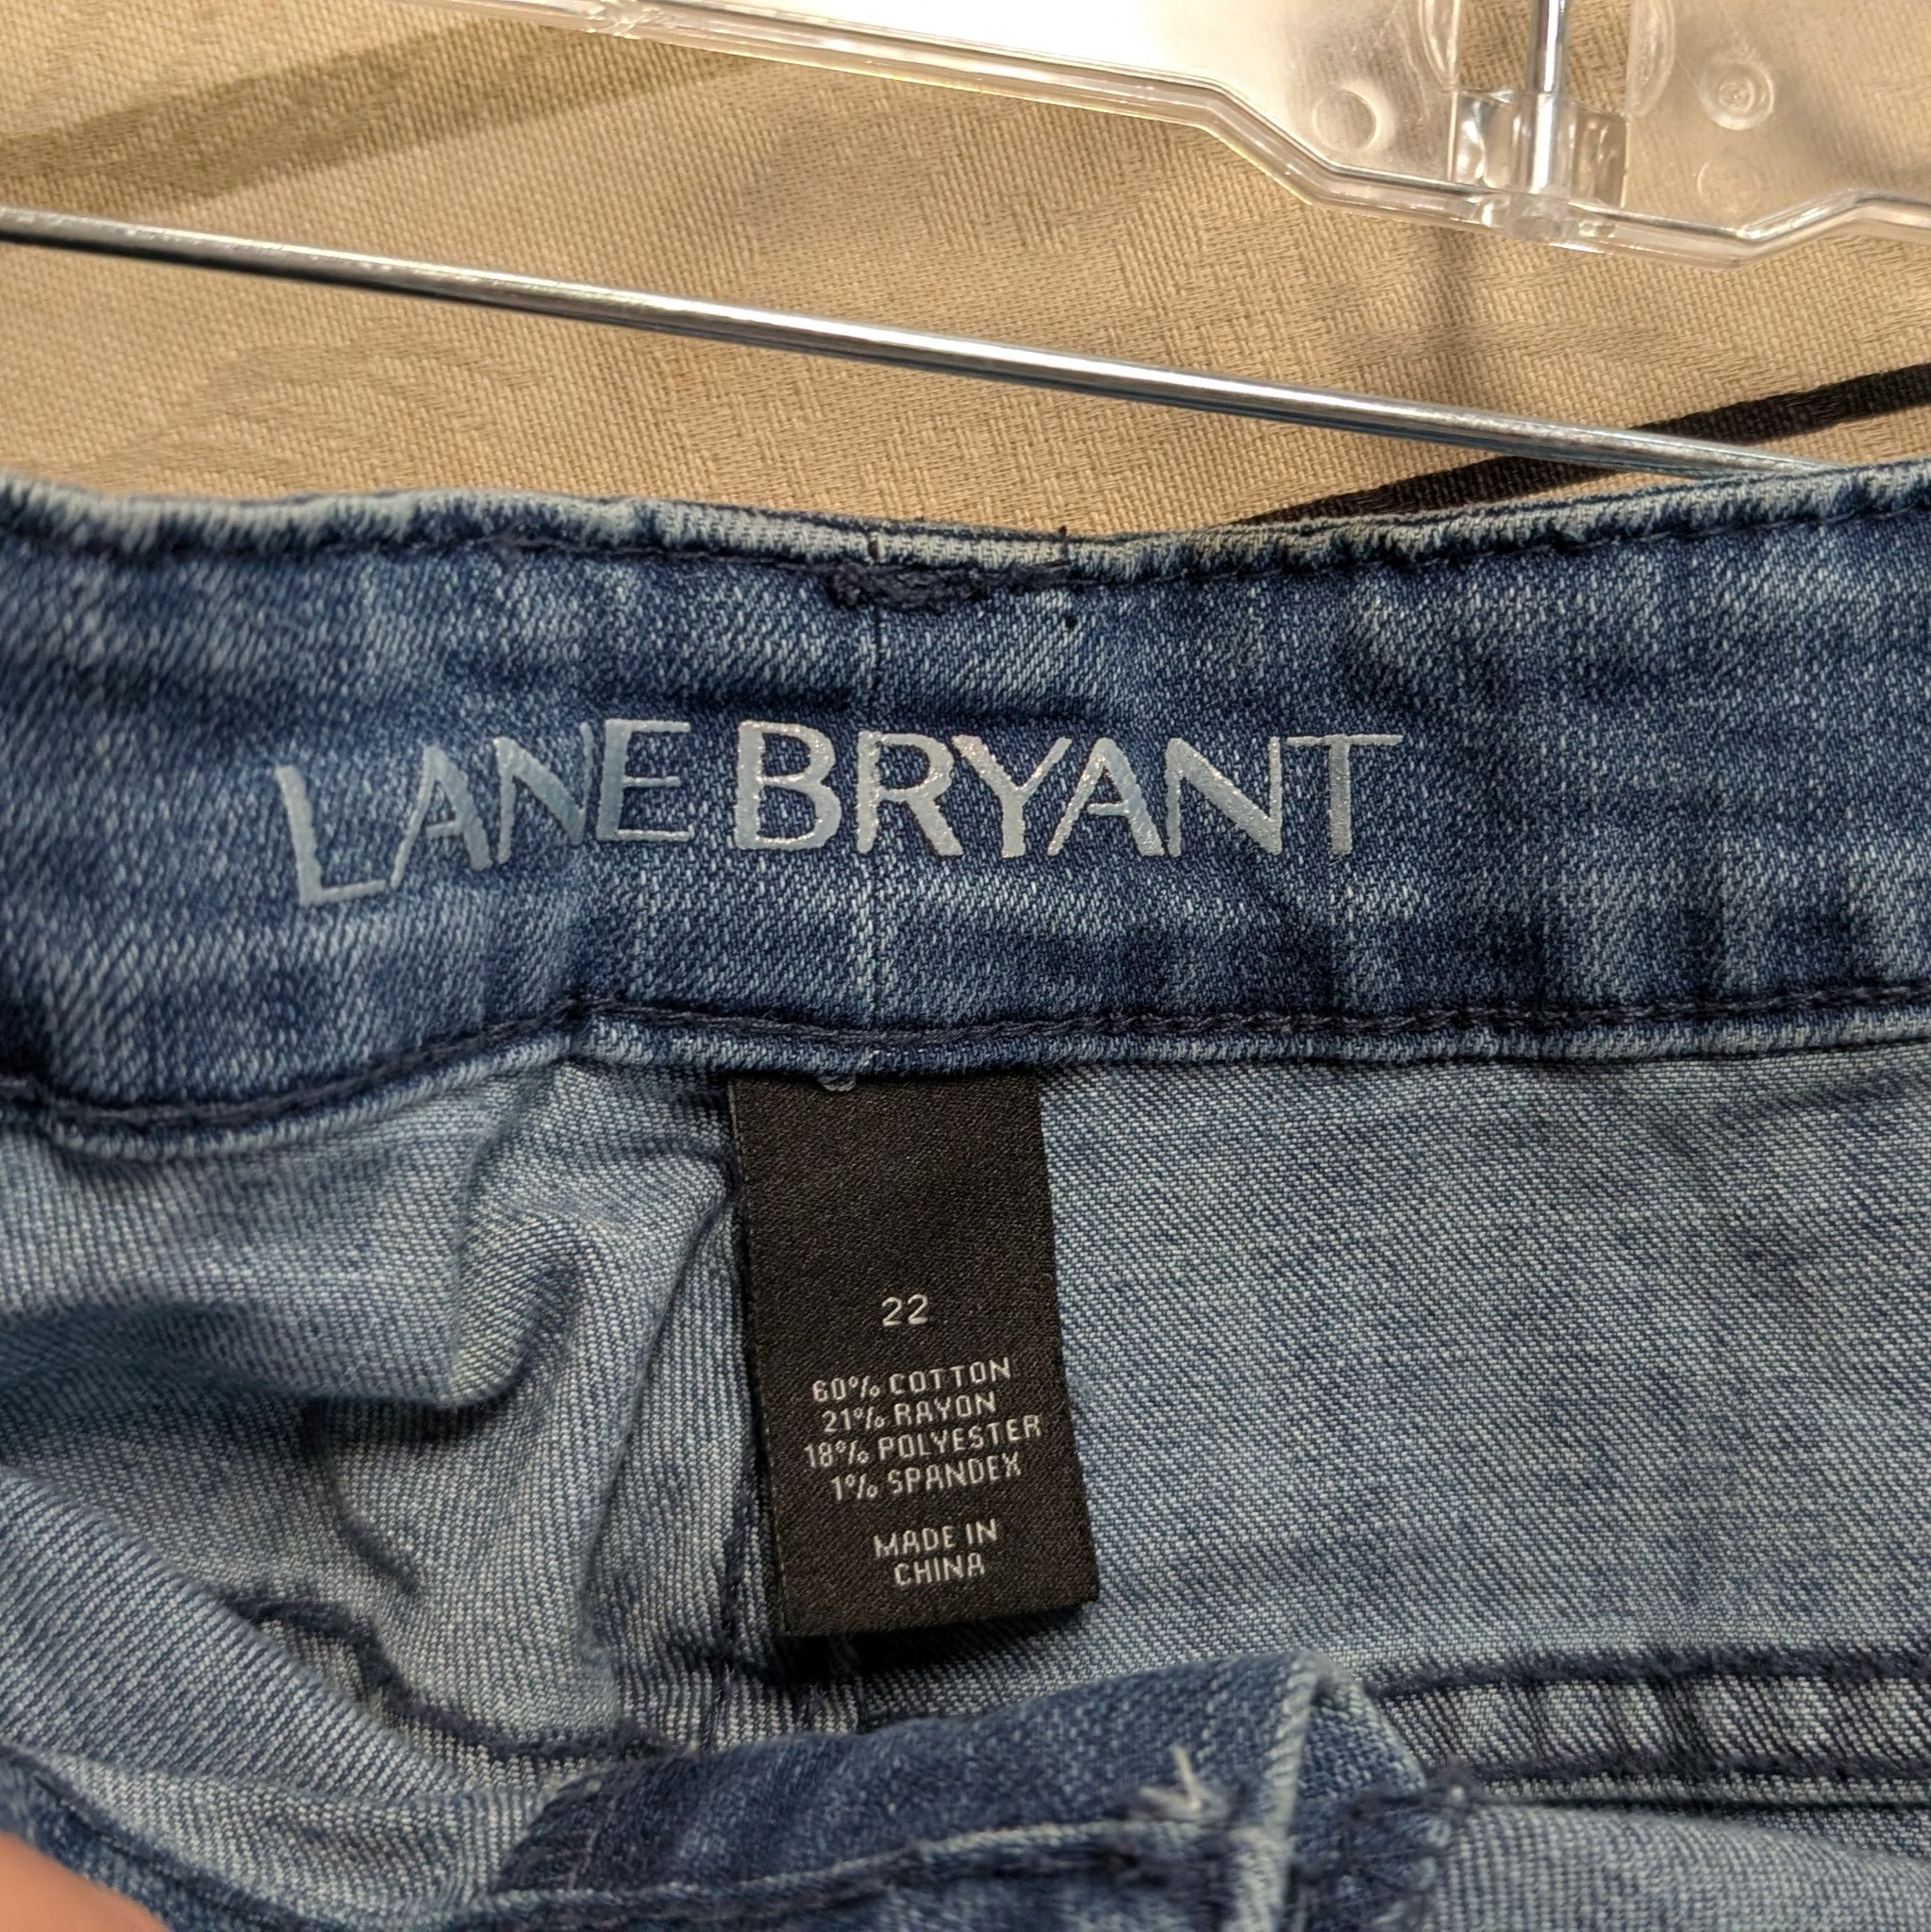 LANE BRYANT
22
60% COTTON
21% RAYON
18% POLYESTER
1% SPANDEX
MADE IN
CHINA